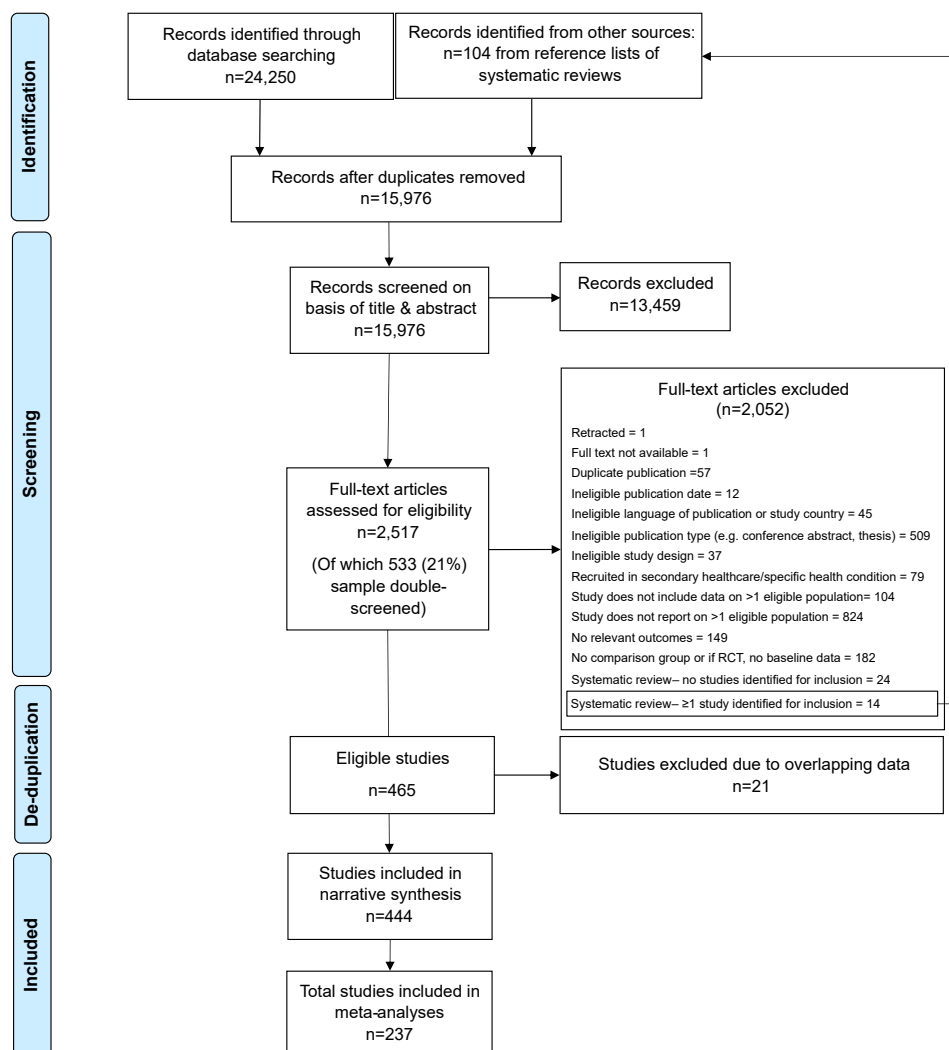 Identification
Records identified through
database searching
n=24,250
Records identified from other sources:
n=104 from reference lists of
systematic reviews
Records after duplicates removed
n=15,976
Screening
Records screened on
basis of title & abstract
n=15,976
Records excluded
n=13,459
Full-text articles
assessed for eligibility
n=2,517
(Of which 533 (21%)
sample double-
screened)
Full-text articles excluded
(n=2,052)
Retracted = 1
Full text not available = 1
Duplicate publication =57
Ineligible publication date = 12
Ineligible language of publication or study country = 45
Ineligible publication type (e.g. conference abstract, thesis) = 509
Ineligible study design = 37
Recruited in secondary healthcare/specific health condition = 79
Study does not include data on >1 eligible population= 104
Study does not report on >1 eligible population = 824
No relevant outcomes = 149
No comparison group or if RCT, no baseline data = 182
Systematic review– no studies identified for inclusion = 24
Systematic review– ≥1 study identified for inclusion = 14
De-duplication
Eligible studies
n=465
Studies excluded due to overlapping data
n=21
Included
Studies included in
narrative synthesis
n=444
Total studies included in
meta-analyses
n=237